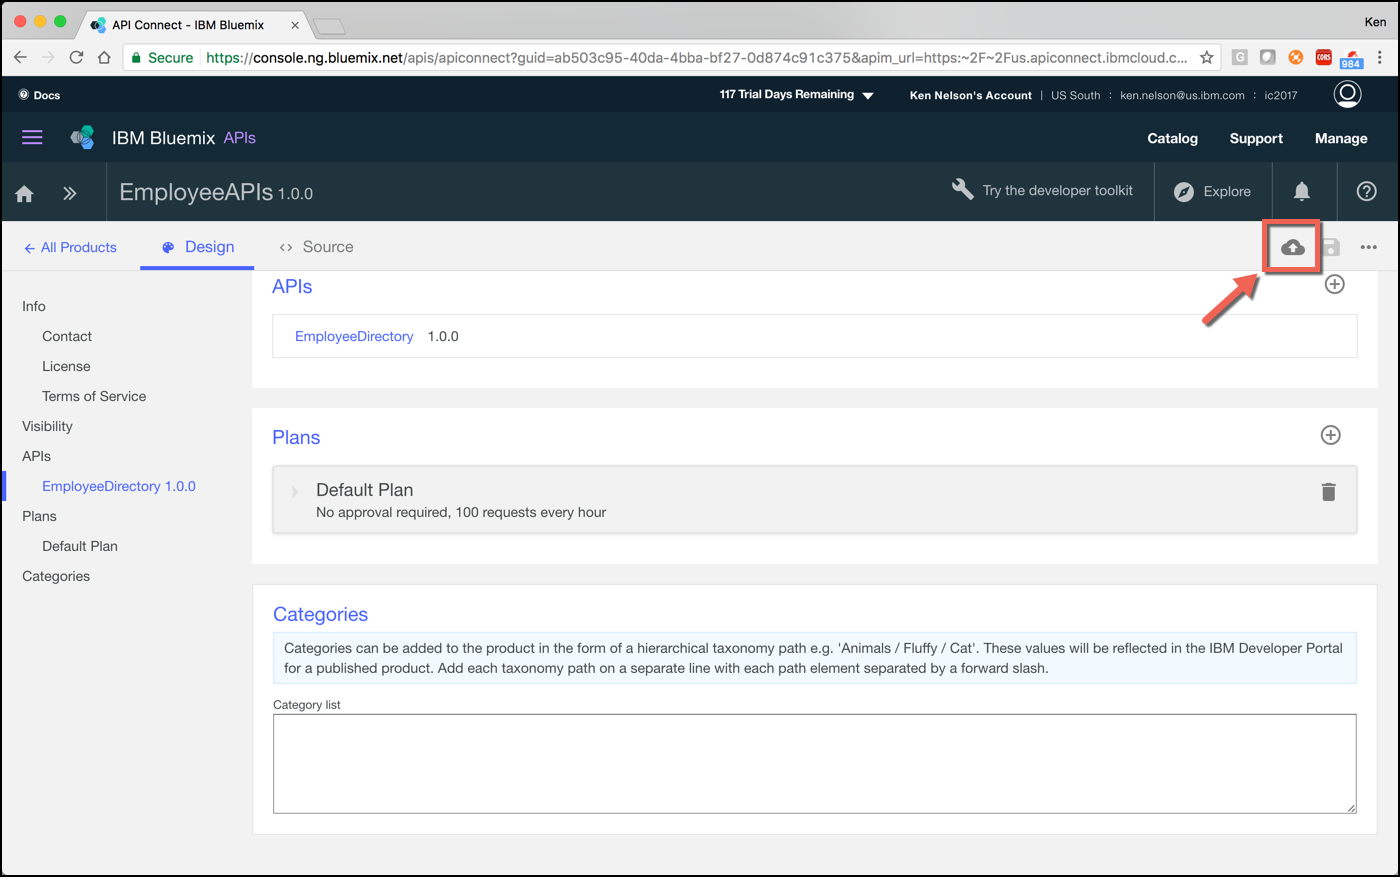 API Connect - IBM Bluemix
Ken
Secure https://console.ng.bluemix.net/apis/apiconnect?guid=ab503c95-40da-4bba-bf27-0d874c91c375&apim_url=https:~2F~2Fus.apiconnect.ibmcloud.c...
G
CORS
984
Docs
117 Trial Days Remaining
Ken Nelson's Account | US South : ken.nelson@us.ibm.com : ic2017
IBM Bluemix APIs
Catalog Support Manage
EmployeeAPIs 1.0.0
Try the developer toolkit
Explore
All Products
Design
Source
Info
Contact
License
Terms of Service
Visibility
APIs
EmployeeDirectory 1.0.0
Plans
Default Plan
Categories
APIs
EmployeeDirectory 1.0.0
Plans
Default Plan
No approval required, 100 requests every hour
Categories
Categories can be added to the product in the form of a hierarchical taxonomy path e.g. 'Animals / Fluffy / Cat'. These values will be reflected in the IBM Developer Portal
for a published product. Add each taxonomy path on a separate line with each path element separated by a forward slash.
Category list